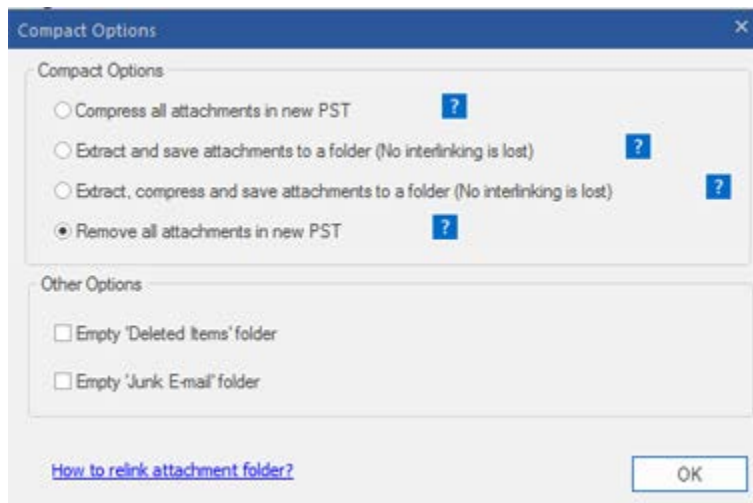 Compact Options
Compact Options
Compress all attachments in new PST ?
Extract and save attachments to a folder (No interlinking is lost) ?
Extract, compress and save attachments to a folder (No interlinking is lost) ?
Remove all attachments in new PST ?
Other Options
Empty 'Deleted Items' folder
Empty 'Junk E-mail' folder
How to relink attachment folder?
OK